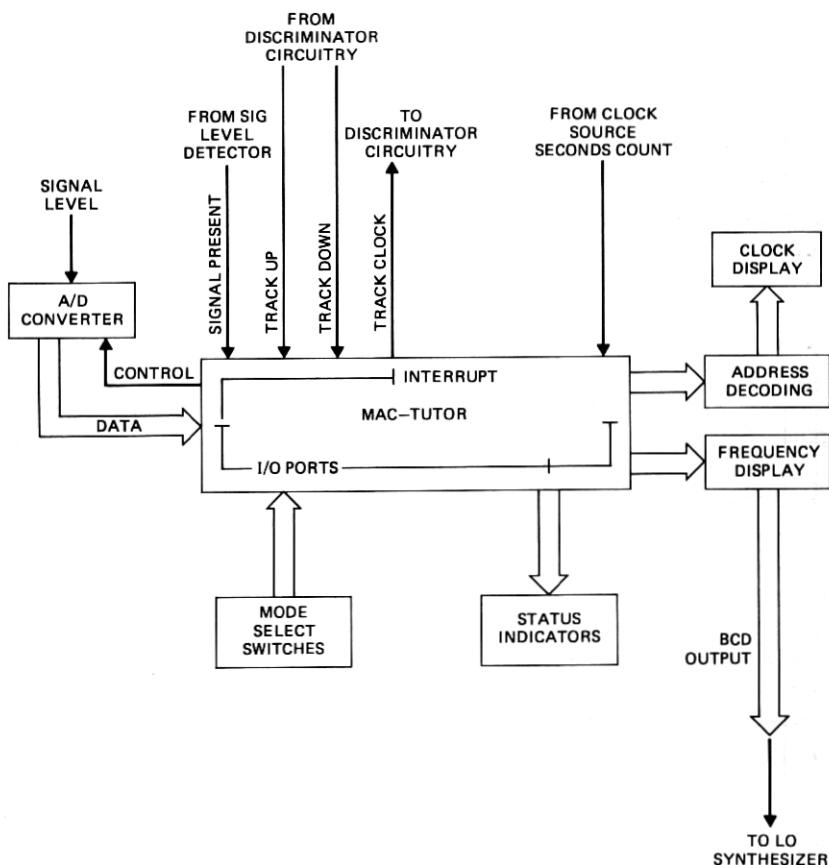 FROM
DISCRIMINATOR
CIRCUITRY
FROM SIG
LEVEL
DETECTOR
TO
DISCRIMINATOR
CIRCUITRY
FROM CLOCK
SOURCE
SECONDS COUNT
SIGNAL
LEVEL
SIGNAL PRESENT
TRACK UP
TRACK DOWN
TRACK CLOCK
CLOCK
DISPLAY
A/D
CONVERTER
CONTROL
INTERRUPT
ADDRESS
DECODING
DATA
MAC–TUTOR
I/O PORTS
FREQUENCY
DISPLAY
MODE
SELECT
SWITCHES
STATUS
INDICATORS
BCD
OUTPUT
TO LO
SYNTHESIZER